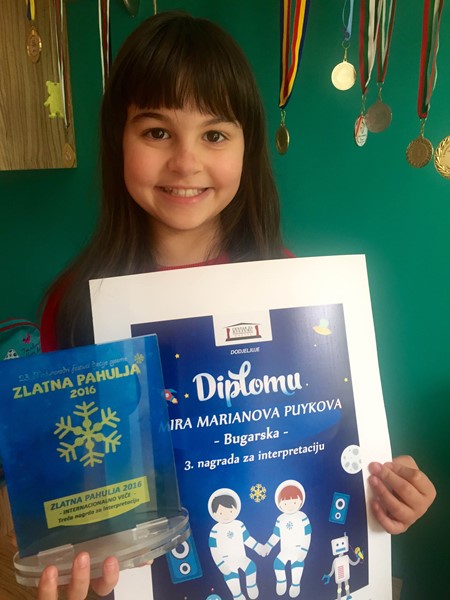 ZLATNA PAHULJA
2016
ZLATNA PAHULJA 2016
- INTERNACIONALNO VEČE -
Treća nagrada za interpretaciju
DODJELJUJE
Diplomu
MIRA MARIANOVA PUYKOVA
- Bugarska -
3. nagrada za interpretaciju